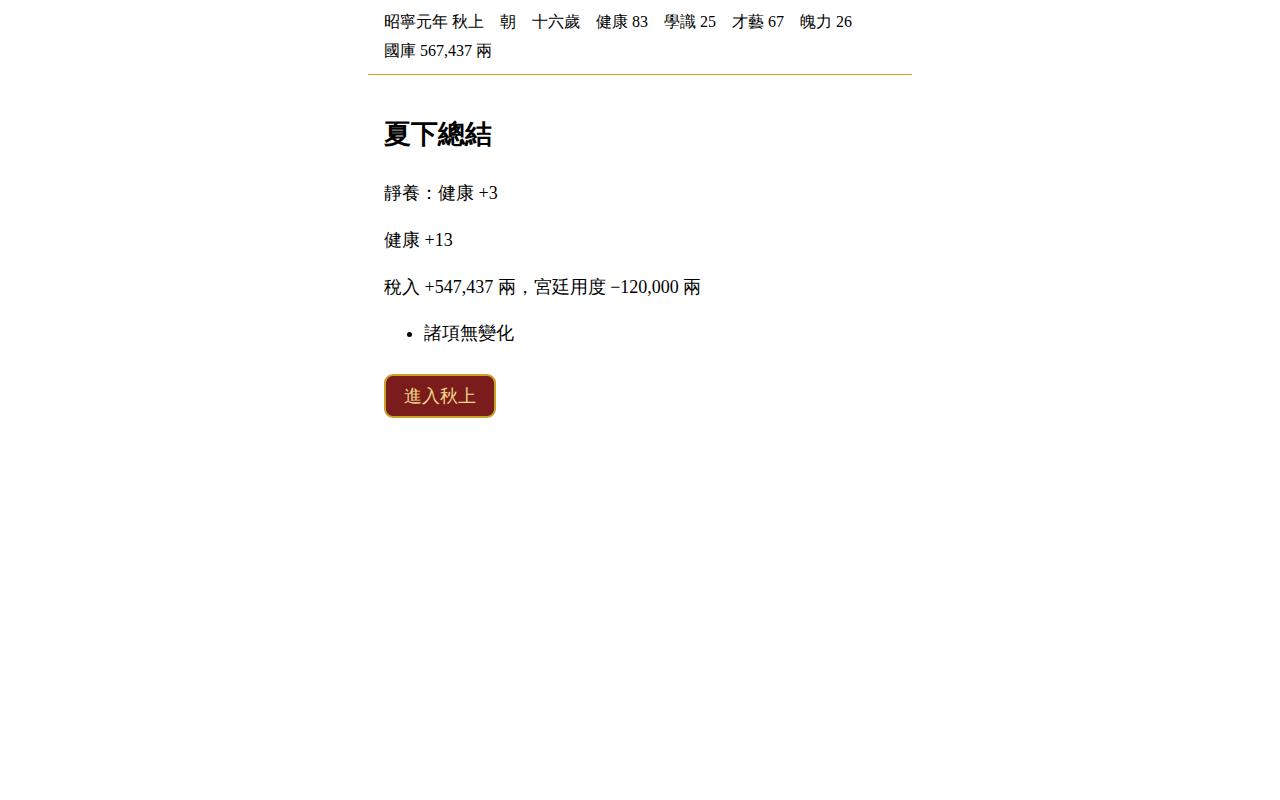 昭寧元年 秋上　朝　十六歲　健康 83　學識 25　才藝 67　魄力 26
國庫 567,437 兩
夏下總結
靜養：健康 +3
健康 +13
稅入 +547,437 兩，宮廷用度 −120,000 兩
• 諸項無變化
進入秋上